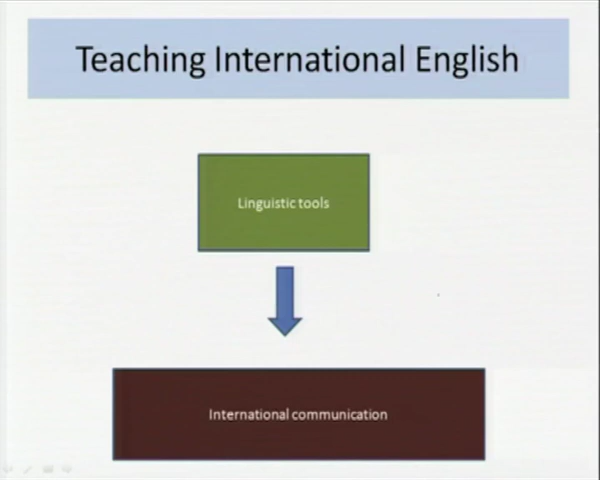 Teaching International English
Linguistic tools
International communication